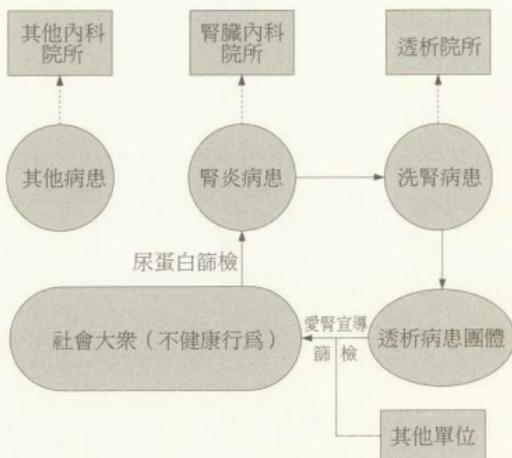 其他內科
院所
腎臟內科
院所
透析院所
其他病患
腎炎病患
洗腎病患
尿蛋白篩檢
社會大眾（不健康行爲）
愛腎宣導
篩檢
透析病患團體
其他單位